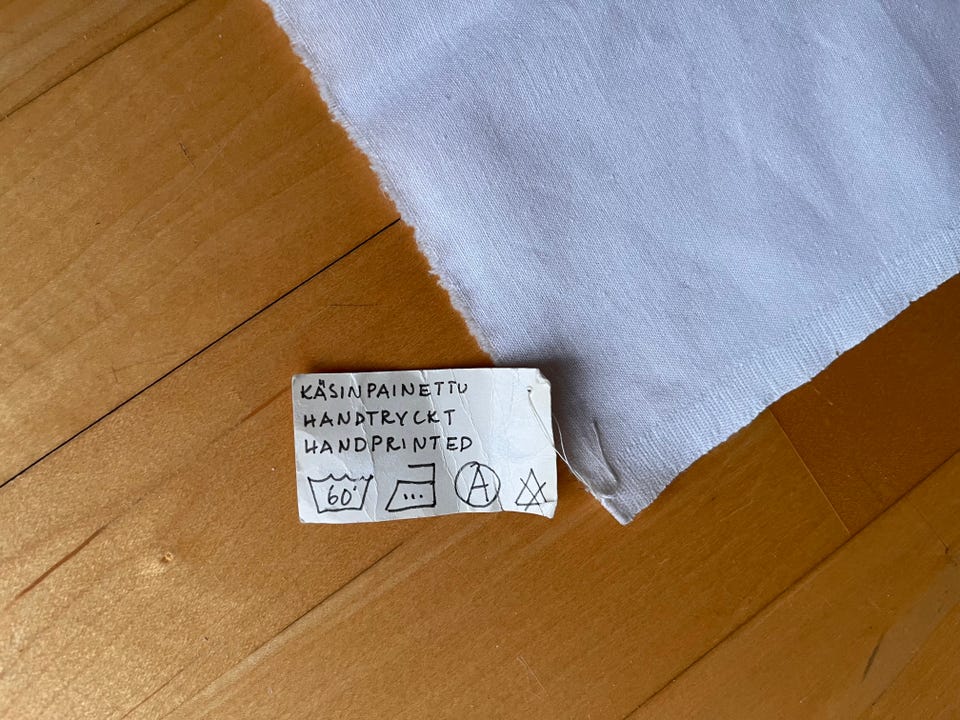 KÄSINPAINETTU
HANDTRYCKT
HANDPRINTED
60° A